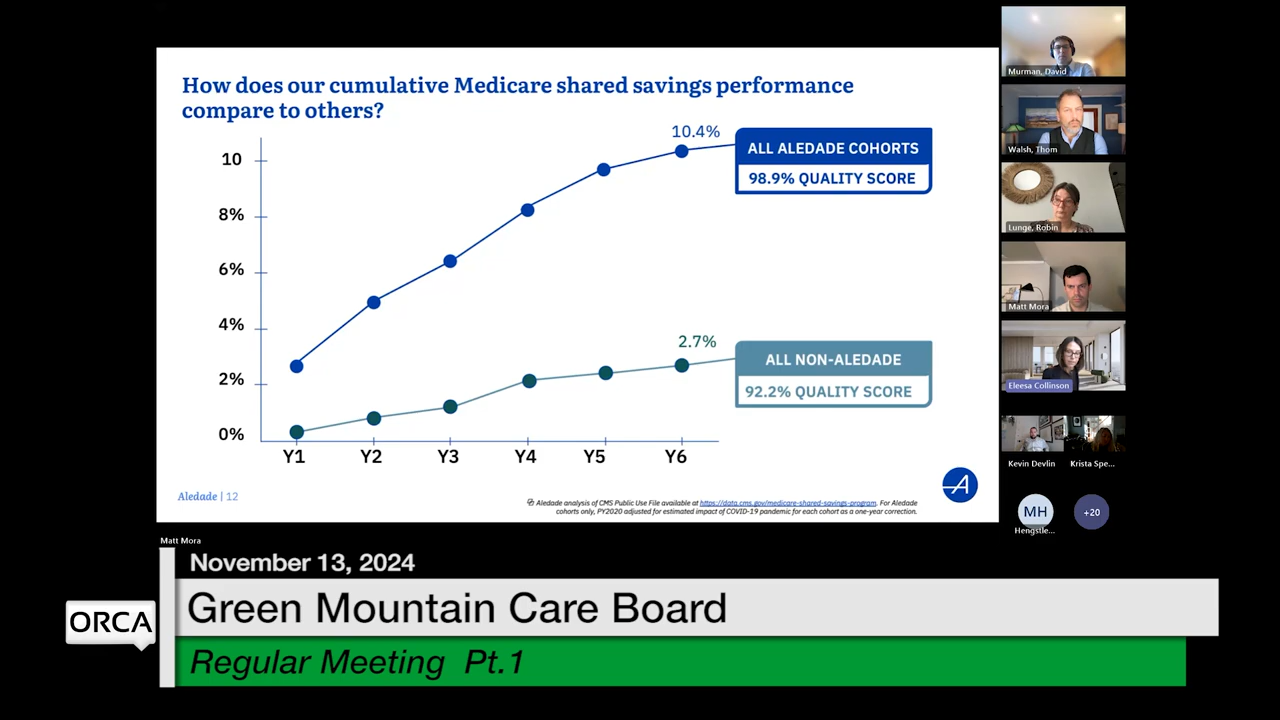 How does our cumulative Medicare shared savings performance
compare to others?
10
8%
6%
4%
2%
0%
Y1
Y2
Y3
Y4
Y5
Y6
10.4%
ALL ALEDADE COHORTS
98.9% QUALITY SCORE
2.7%
ALL NON-ALEDADE
92.2% QUALITY SCORE
Aledade | 12
Aledade analysis of CMS Public Use File available at https://data.cms.gov/medicare-shared-savings-program. For Aledade
cohorts only, PY2020 adjusted for estimated impact of COVID-19 pandemic for each cohort as a one-year correction.
A
Murman, David
Walsh, Thom
Lunge, Robin
Matt Mora
Eleesa Collinson
Kevin Devlin
Krista Spe...
MH
Hengstle...
+20
Matt Mora
November 13, 2024
ORCA
Green Mountain Care Board
Regular Meeting Pt.1